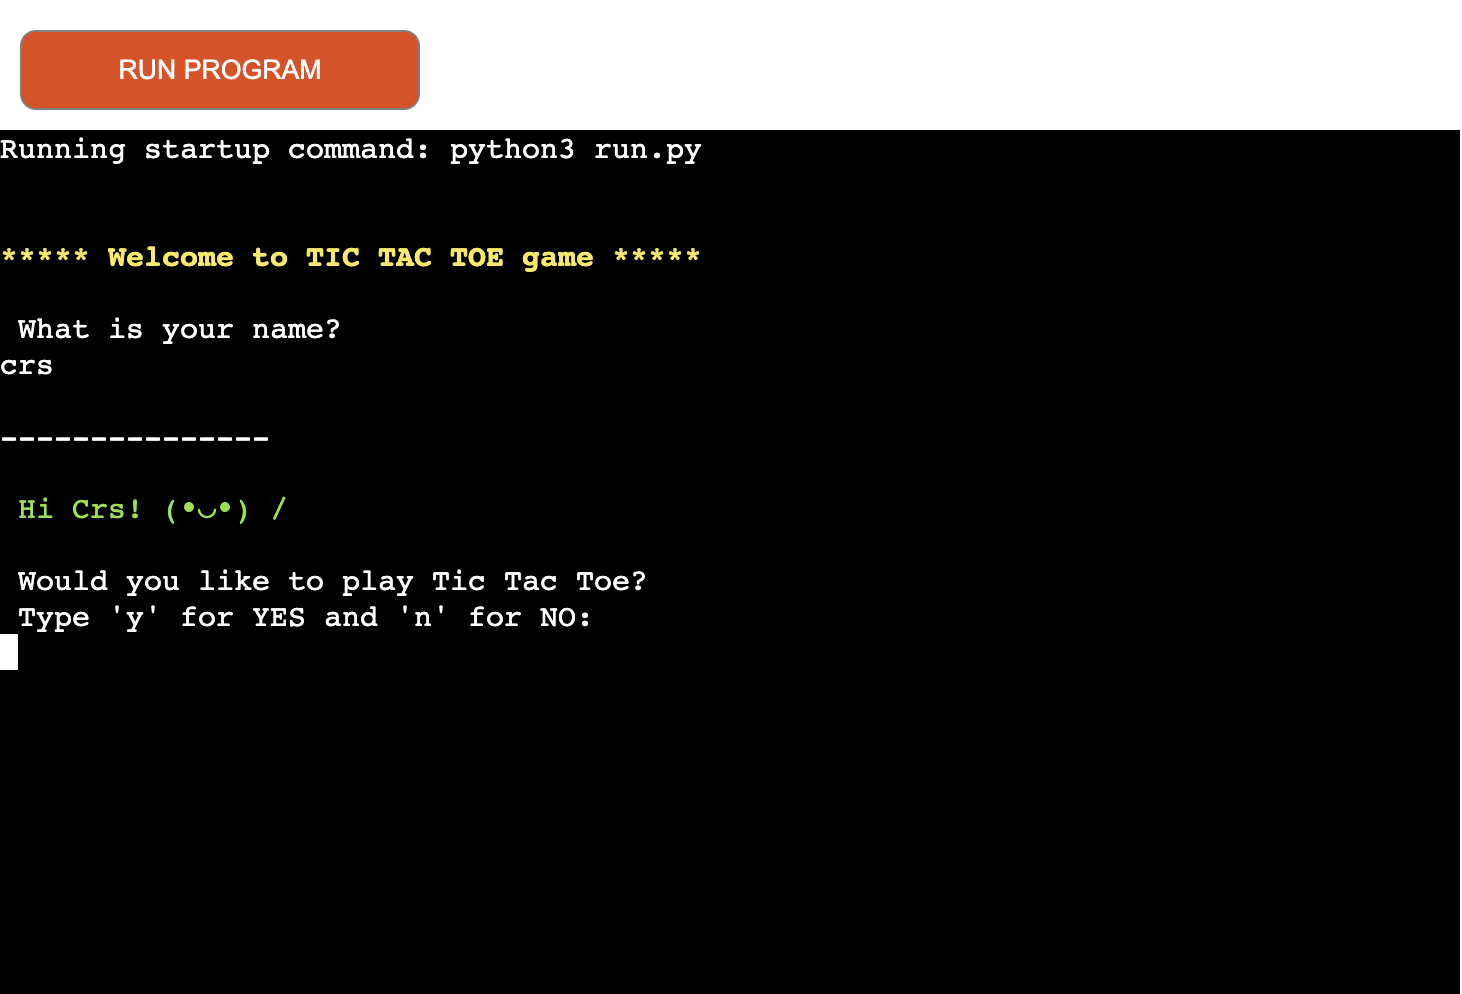 RUN PROGRAM
Running startup command: python3 run.py
***** Welcome to TIC TAC TOE game *****
What is your name?
crs
---------------
Hi Crs! (•◡•) /
Would you like to play Tic Tac Toe?
Type 'y' for YES and 'n' for NO: